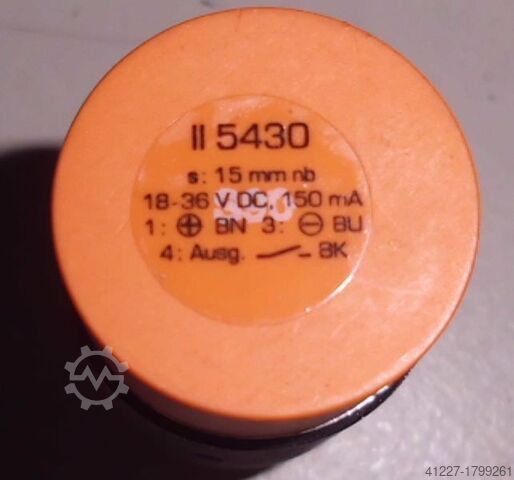 II 5430
s: 15 mm nb
18-36 V DC, 150 mA
1: ⊕ BN 3: ⊖ BU
4: Ausg. BK
41227-1799261